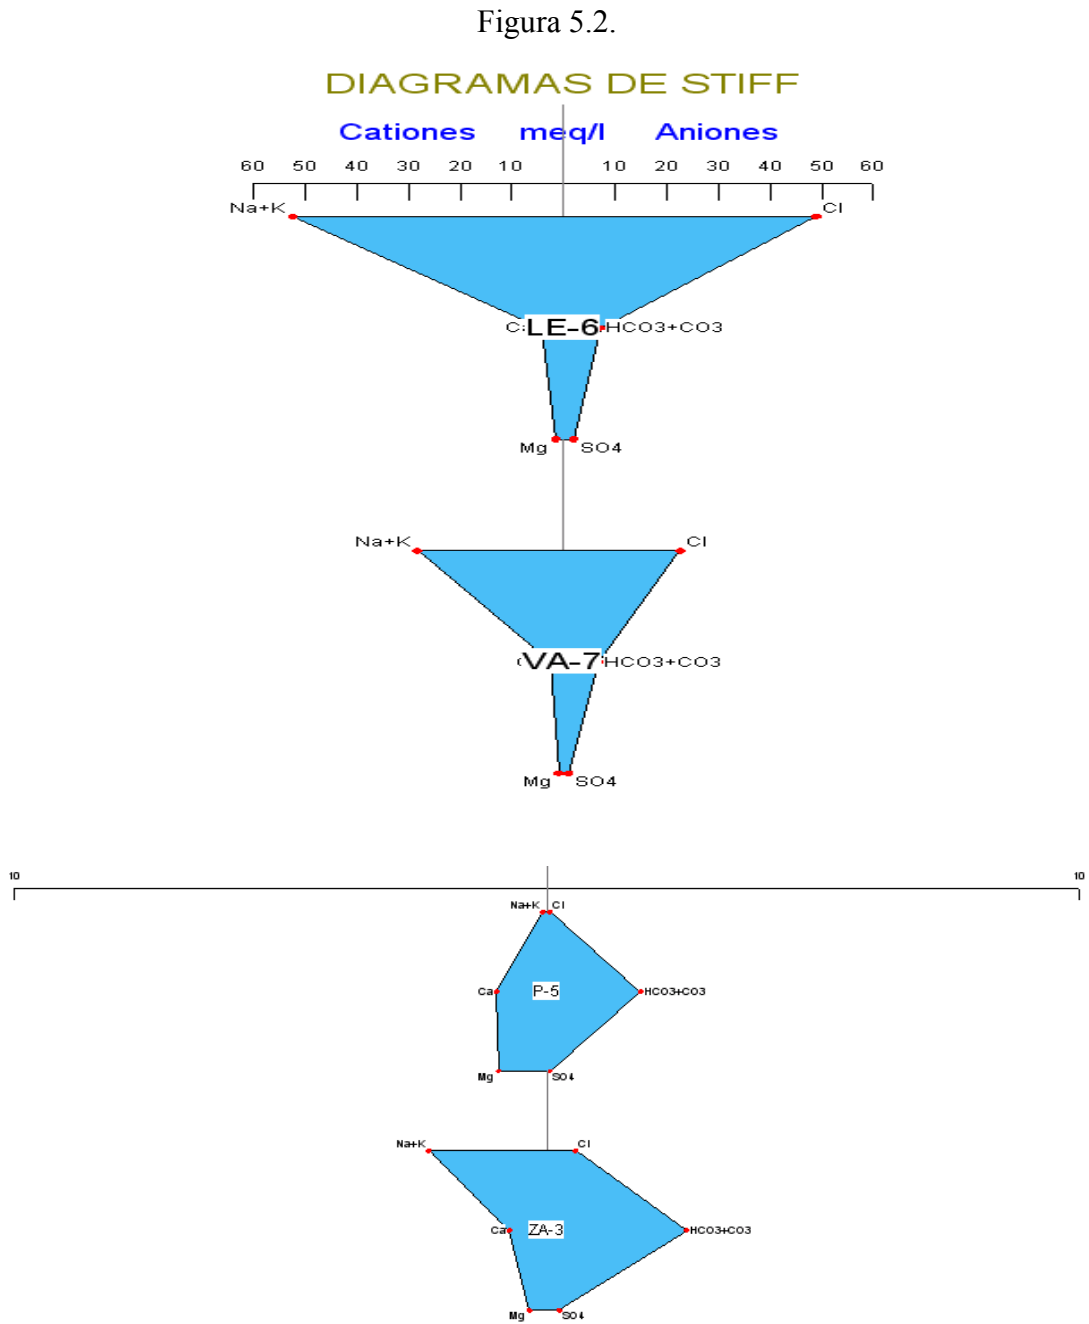 Figura 5.2.
DIAGRAMAS DE STIFF
Cationes meq/l Aniones
60 50 40 30 20 10 10 20 30 40 50 60
Na+K Cl
LE-6 HCO3+CO3
Mg SO4
Na+K Cl
VA-7 HCO3+CO3
Mg SO4
10 10
Na+K Cl
Ca P-5 HCO3+CO3
Mg SO4
Na+K Cl
Ca ZA-3 HCO3+CO3
Mg SO4